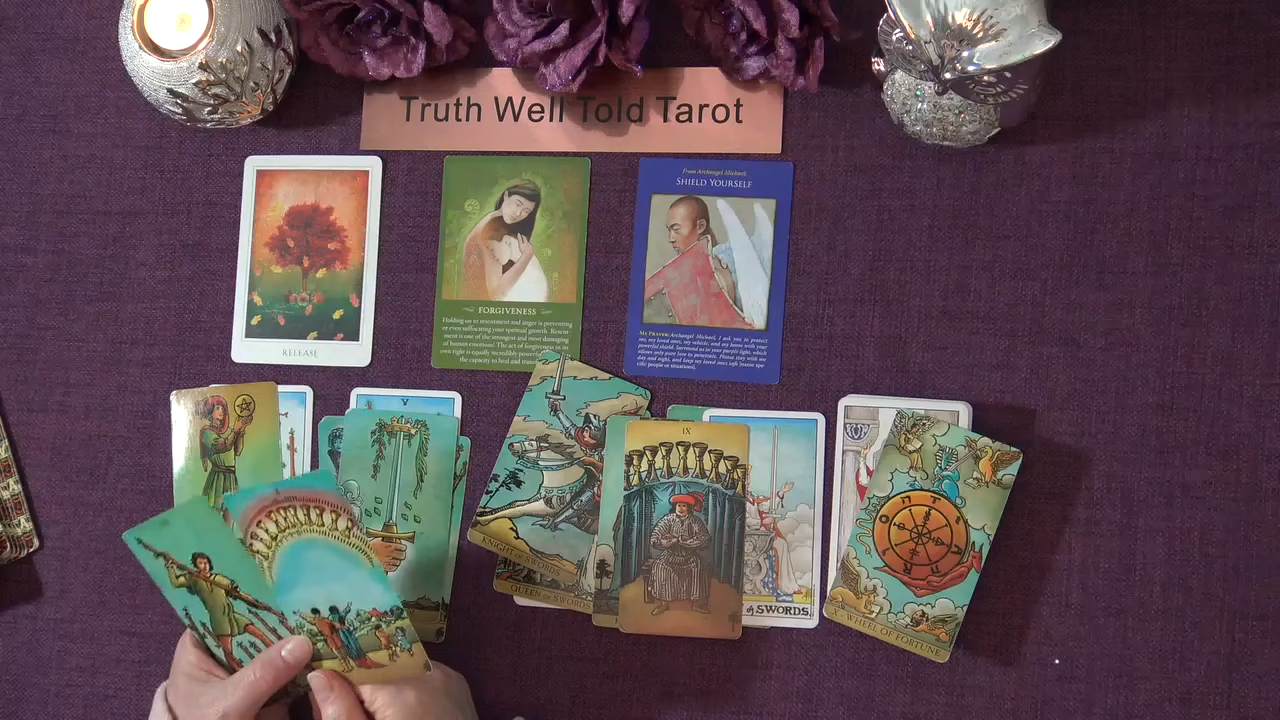 Truth Well Told Tarot
From Archangel Michael:
SHIELD YOURSELF
RELEASE
FORGIVENESS
Holding on to resentment and anger is preventing
or even suffocating your spiritual growth. Resent-
ment is one of the strongest and most damaging
of human emotions! The act of forgiveness in its
own right is equally incredibly powerful
the capacity to heal and
MY PRAYER: Archangel Michael, I ask you to protect
me, my loved ones, my vehicle, and my home with your
powerful shield. Surround us in your purple light, which
allows only pure love to penetrate. Please stay with me
day and night, and keep my loved ones safe [name spe-
cific people or situations].
V
IX
KNIGHT OF SWORDS
QUEEN OF SWORDS
of SWORDS.
X - WHEEL OF FORTUNE